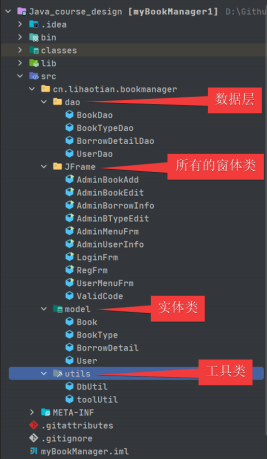 Java_course_design [myBookManager1] D:\Githu
.idea
bin
classes
lib
src
cn.lihaotian.bookmanager
dao
数据层
BookDao
BookTypeDao
BorrowDetailDao
UserDao
JFrame
所有的窗体类
AdminBookAdd
AdminBookEdit
AdminBorrowInfo
AdminBTypeEdit
AdminMenuFrm
AdminUserInfo
LoginFrm
RegFrm
UserMenuFrm
ValidCode
model
实体类
Book
BookType
BorrowDetail
User
utils
工具类
DbUtil
toolUtil
META-INF
.gitattributes
.gitignore
myBookManager.iml